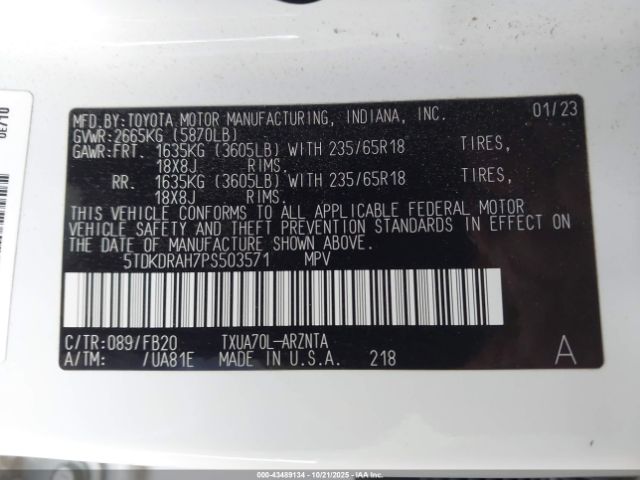 MFD.BY:TOYOTA MOTOR MANUFACTURING, INDIANA, INC. 01/23
GVWR:2665KG (5870LB)
GAWR:FRT. 1635KG (3605LB) WITH 235/65R18 TIRES,
18X8J RIMS.
RR. 1635KG (3605LB) WITH 235/65R18 TIRES,
18X8J RIMS.
THIS VEHICLE CONFORMS TO ALL APPLICABLE FEDERAL MOTOR
VEHICLE SAFETY AND THEFT PREVENTION STANDARDS IN EFFECT
ON THE DATE OF MANUFACTURE SHOWN ABOVE.
5TDKDRAH7PS503571 MPV
C/TR:089/FB20 TXUA70L-ARZNTA
A/TM: /UA81E MADE IN U.S.A. 218 A
0E710
000-43489134 - 10/21/2025 - COPYRIGHT IAA, LLC.